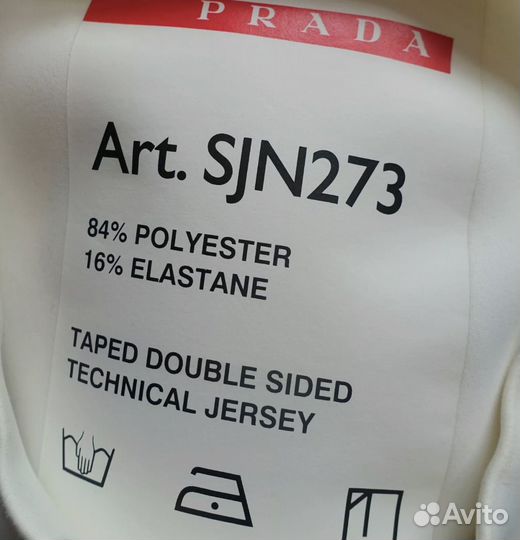 PRADA
Art. SJN273
84% POLYESTER
16% ELASTANE
TAPED DOUBLE SIDED
TECHNICAL JERSEY
Avito